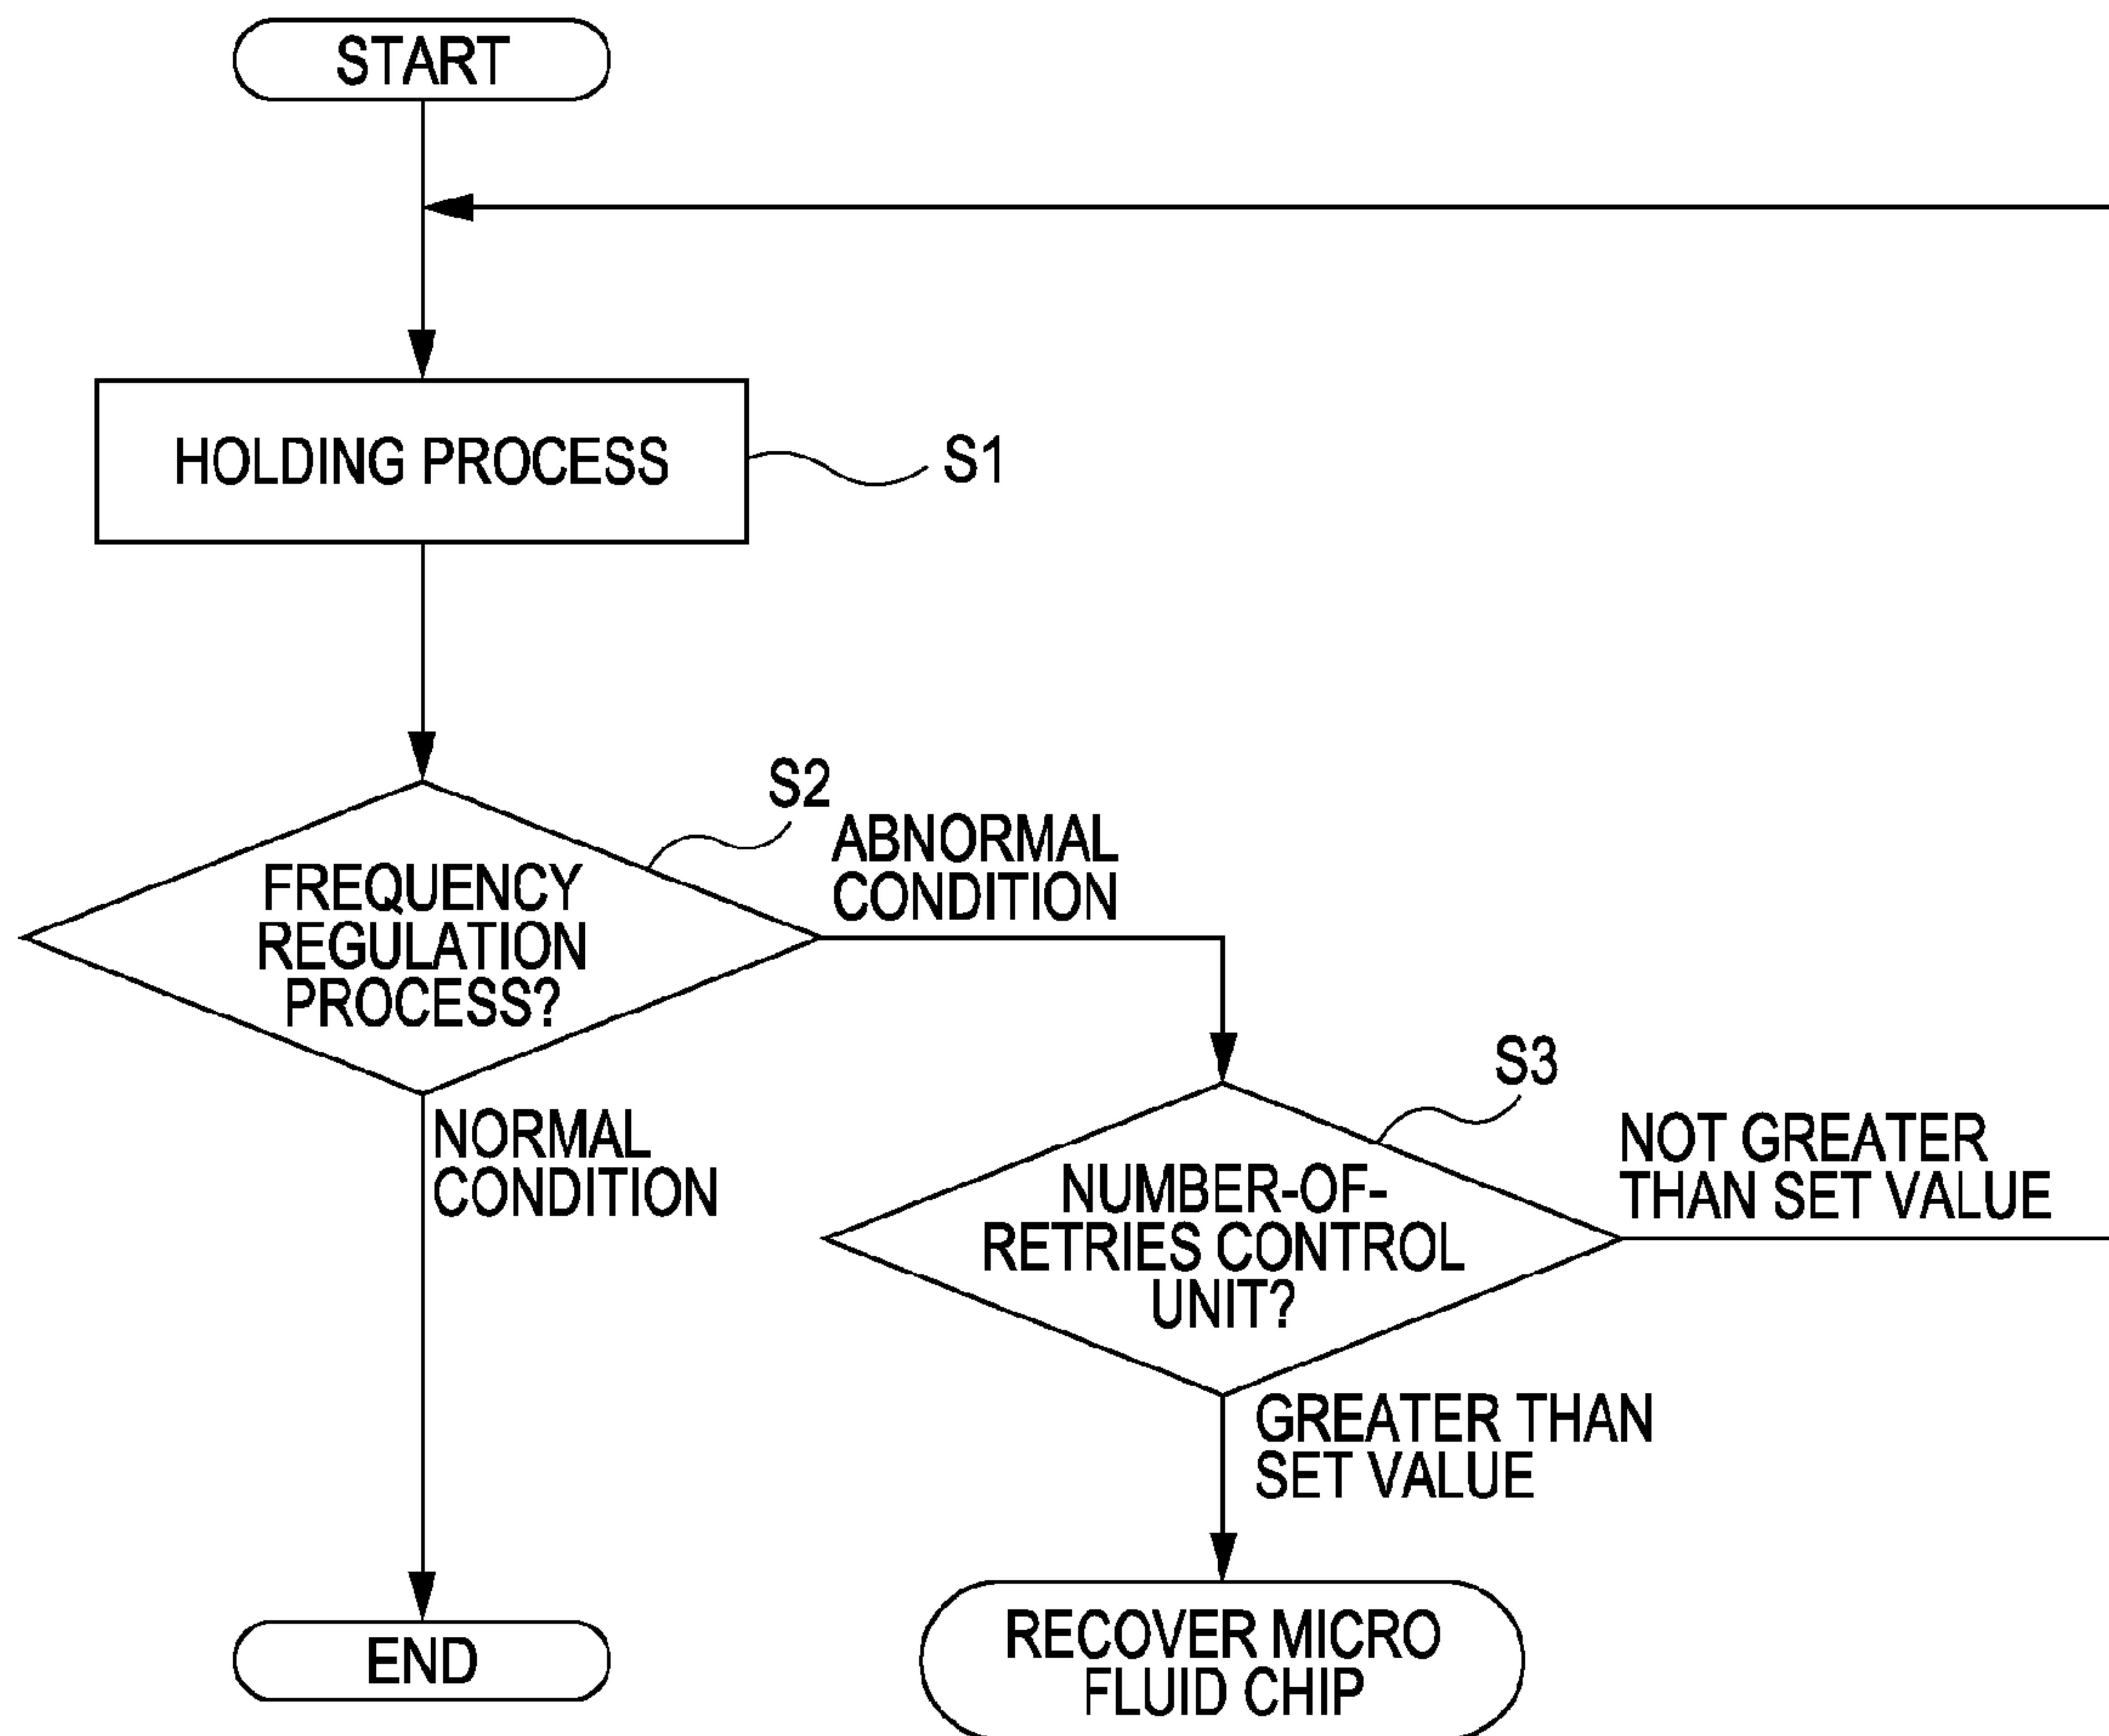 START
HOLDING PROCESS
S1
S2
FREQUENCY
REGULATION
PROCESS?
ABNORMAL
CONDITION
NORMAL
CONDITION
S3
NUMBER-OF-
RETRIES CONTROL
UNIT?
NOT GREATER
THAN SET VALUE
GREATER THAN
SET VALUE
END
RECOVER MICRO
FLUID CHIP